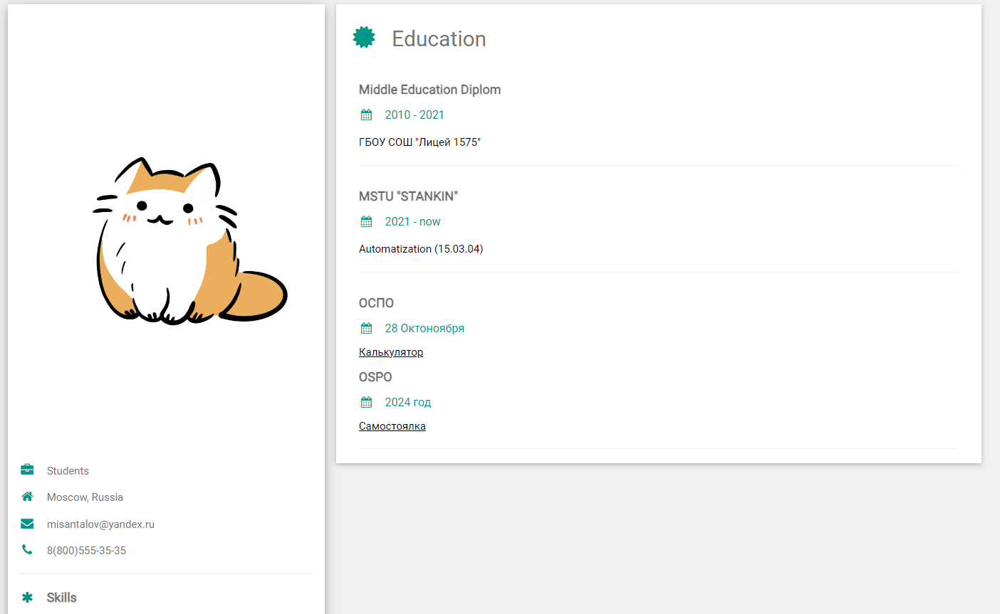 Students
Moscow, Russia
misantalov@yandex.ru
8(800)555-35-35
Skills
Education
Middle Education Diplom
2010 - 2021
ГБОУ СОШ "Лицей 1575"
MSTU "STANKIN"
2021 - now
Automatization (15.03.04)
ОСПО
28 Октоноября
Калькулятор
OSPO
2024 год
Самостоялка